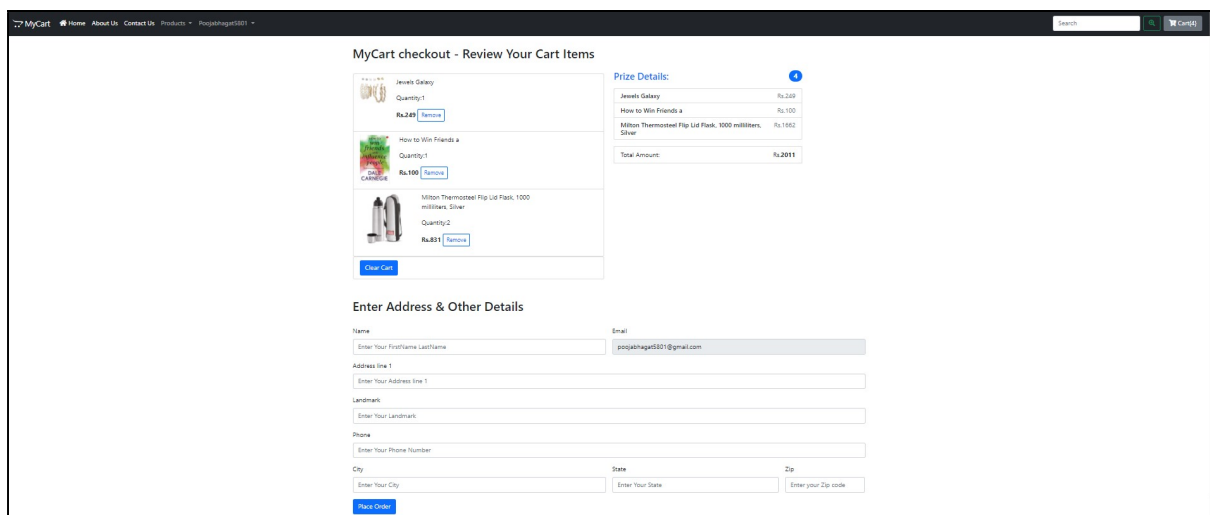 MyCart Home About Us Contact Us Products Poojabhagat5801 Search Cart(4)
MyCart checkout - Review Your Cart Items
Jewels Galaxy
Quantity:1
Rs.249 Remove
How to Win Friends a
Quantity:1
Rs.100 Remove
DALE
CARNEGIE
Milton Thermosteel Flip Lid Flask, 1000
milliliters, Silver
Quantity:2
Rs.831 Remove
Clear Cart
Prize Details: 4
Jewels Galaxy Rs.249
How to Win Friends a Rs.100
Milton Thermosteel Flip Lid Flask, 1000 milliliters, Rs.1662
Silver
Total Amount: Rs.2011
Enter Address & Other Details
Name Email
Enter Your FirstName LastName poojabhagat5801@gmail.com
Address line 1
Enter Your Address line 1
Landmark
Enter Your Landmark
Phone
Enter Your Phone Number
City State Zip
Enter Your City Enter Your State Enter your Zip code
Place Order